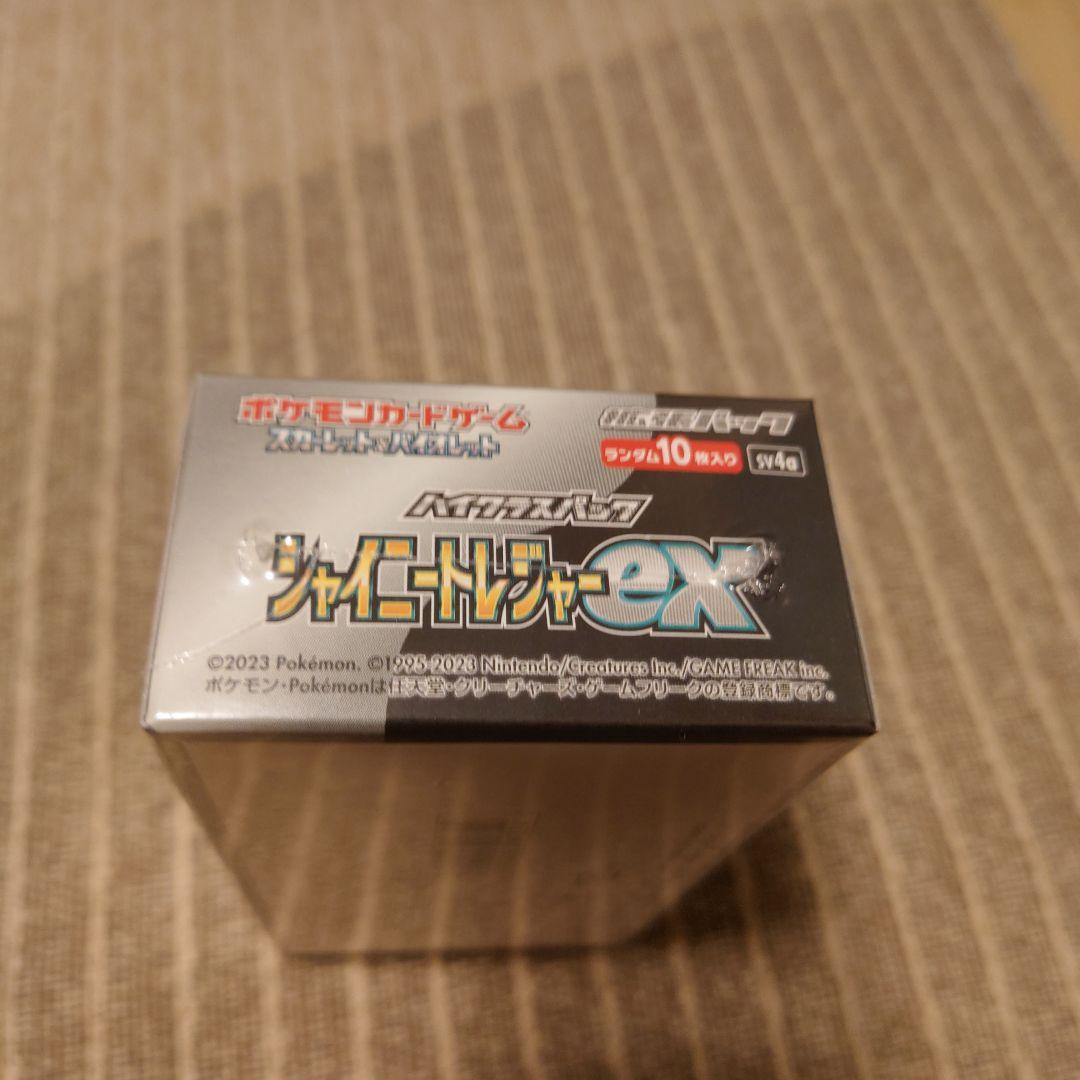 ポケモンカードゲーム
スカーレット&バイオレット
拡張パック
ランダム10枚入り
sv4a
ハイクラスパック
シャイニートレジャーex
©2023 Pokémon. ©1995-2023 Nintendo/Creatures Inc./GAME FREAK inc.
ポケモン・Pokémonは任天堂・クリーチャーズ・ゲームフリークの登録商標です。